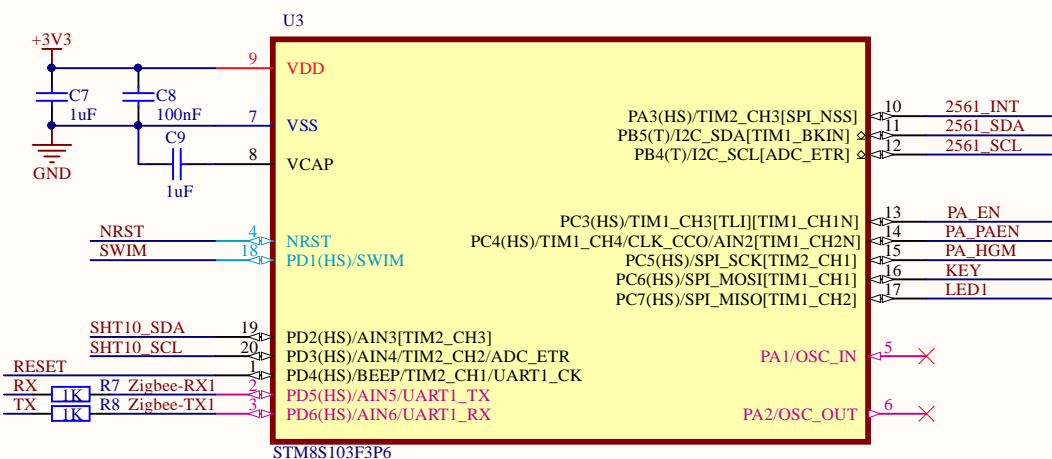 U3
+3V3
9 VDD
C7
1uF
C8
100nF
7 VSS
C9
1uF
8 VCAP
GND
NRST 4 NRST
SWIM 18 PD1(HS)/SWIM
SHT10_SDA 19 PD2(HS)/AIN3[TIM2_CH3]
SHT10_SCL 20 PD3(HS)/AIN4/TIM2_CH2/ADC_ETR
RESET 1 PD4(HS)/BEEP/TIM2_CH1/UART1_CK
RX 1K R7 Zigbee-RX1 2 PD5(HS)/AIN5/UART1_TX
TX 1K R8 Zigbee-TX1 3 PD6(HS)/AIN6/UART1_RX
PA3(HS)/TIM2_CH3[SPI_NSS] 10 2561_INT
PB5(T)/I2C_SDA[TIM1_BKIN] 11 2561_SDA
PB4(T)/I2C_SCL[ADC_ETR] 12 2561_SCL
PC3(HS)/TIM1_CH3[TLI][TIM1_CH1N] 13 PA_EN
PC4(HS)/TIM1_CH4/CLK_CCO/AIN2[TIM1_CH2N] 14 PA_PAEN
PC5(HS)/SPI_SCK[TIM2_CH1] 15 PA_HGM
PC6(HS)/SPI_MOSI[TIM1_CH1] 16 KEY
PC7(HS)/SPI_MISO[TIM1_CH2] 17 LED1
PA1/OSC_IN 5
PA2/OSC_OUT 6
STM8S103F3P6